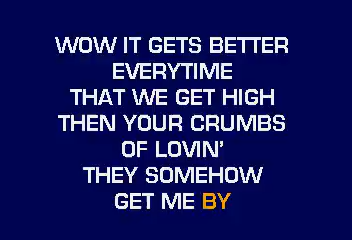 WOW IT GETS BETTER
EVERYTIME
THAT WE GET HIGH
THEN YOUR CRUMBS
OF LOVIN'
THEY SOMEHOW
GET ME BY